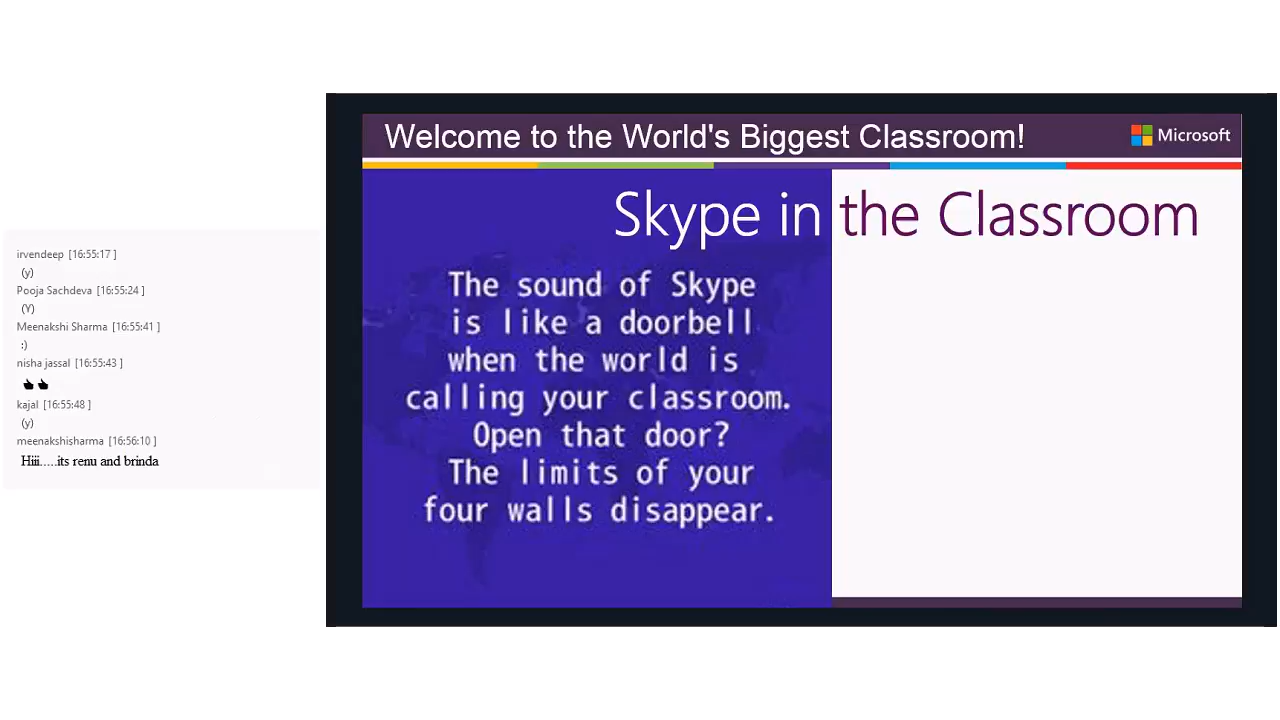 Welcome to the World's Biggest Classroom!
Microsoft
Skype in the Classroom
The sound of Skype
is like a doorbell
when the world is
calling your classroom.
Open that door?
The limits of your
four walls disappear.
irvendeep [16:55:17 ]
(y)
Pooja Sachdeva [16:55:24 ]
(Y)
Meenakshi Sharma [16:55:41 ]
:)
nisha jassal [16:55:43 ]
kajal [16:55:48 ]
(y)
meenakshisharma [16:56:10 ]
Hiii.....its renu and brinda